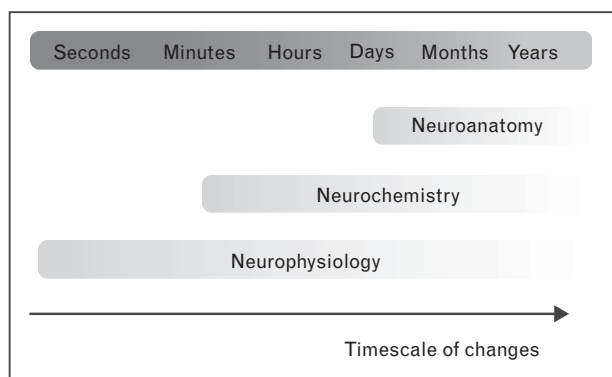 Seconds Minutes Hours Days Months Years
Neuroanatomy
Neurochemistry
Neurophysiology
Timescale of changes